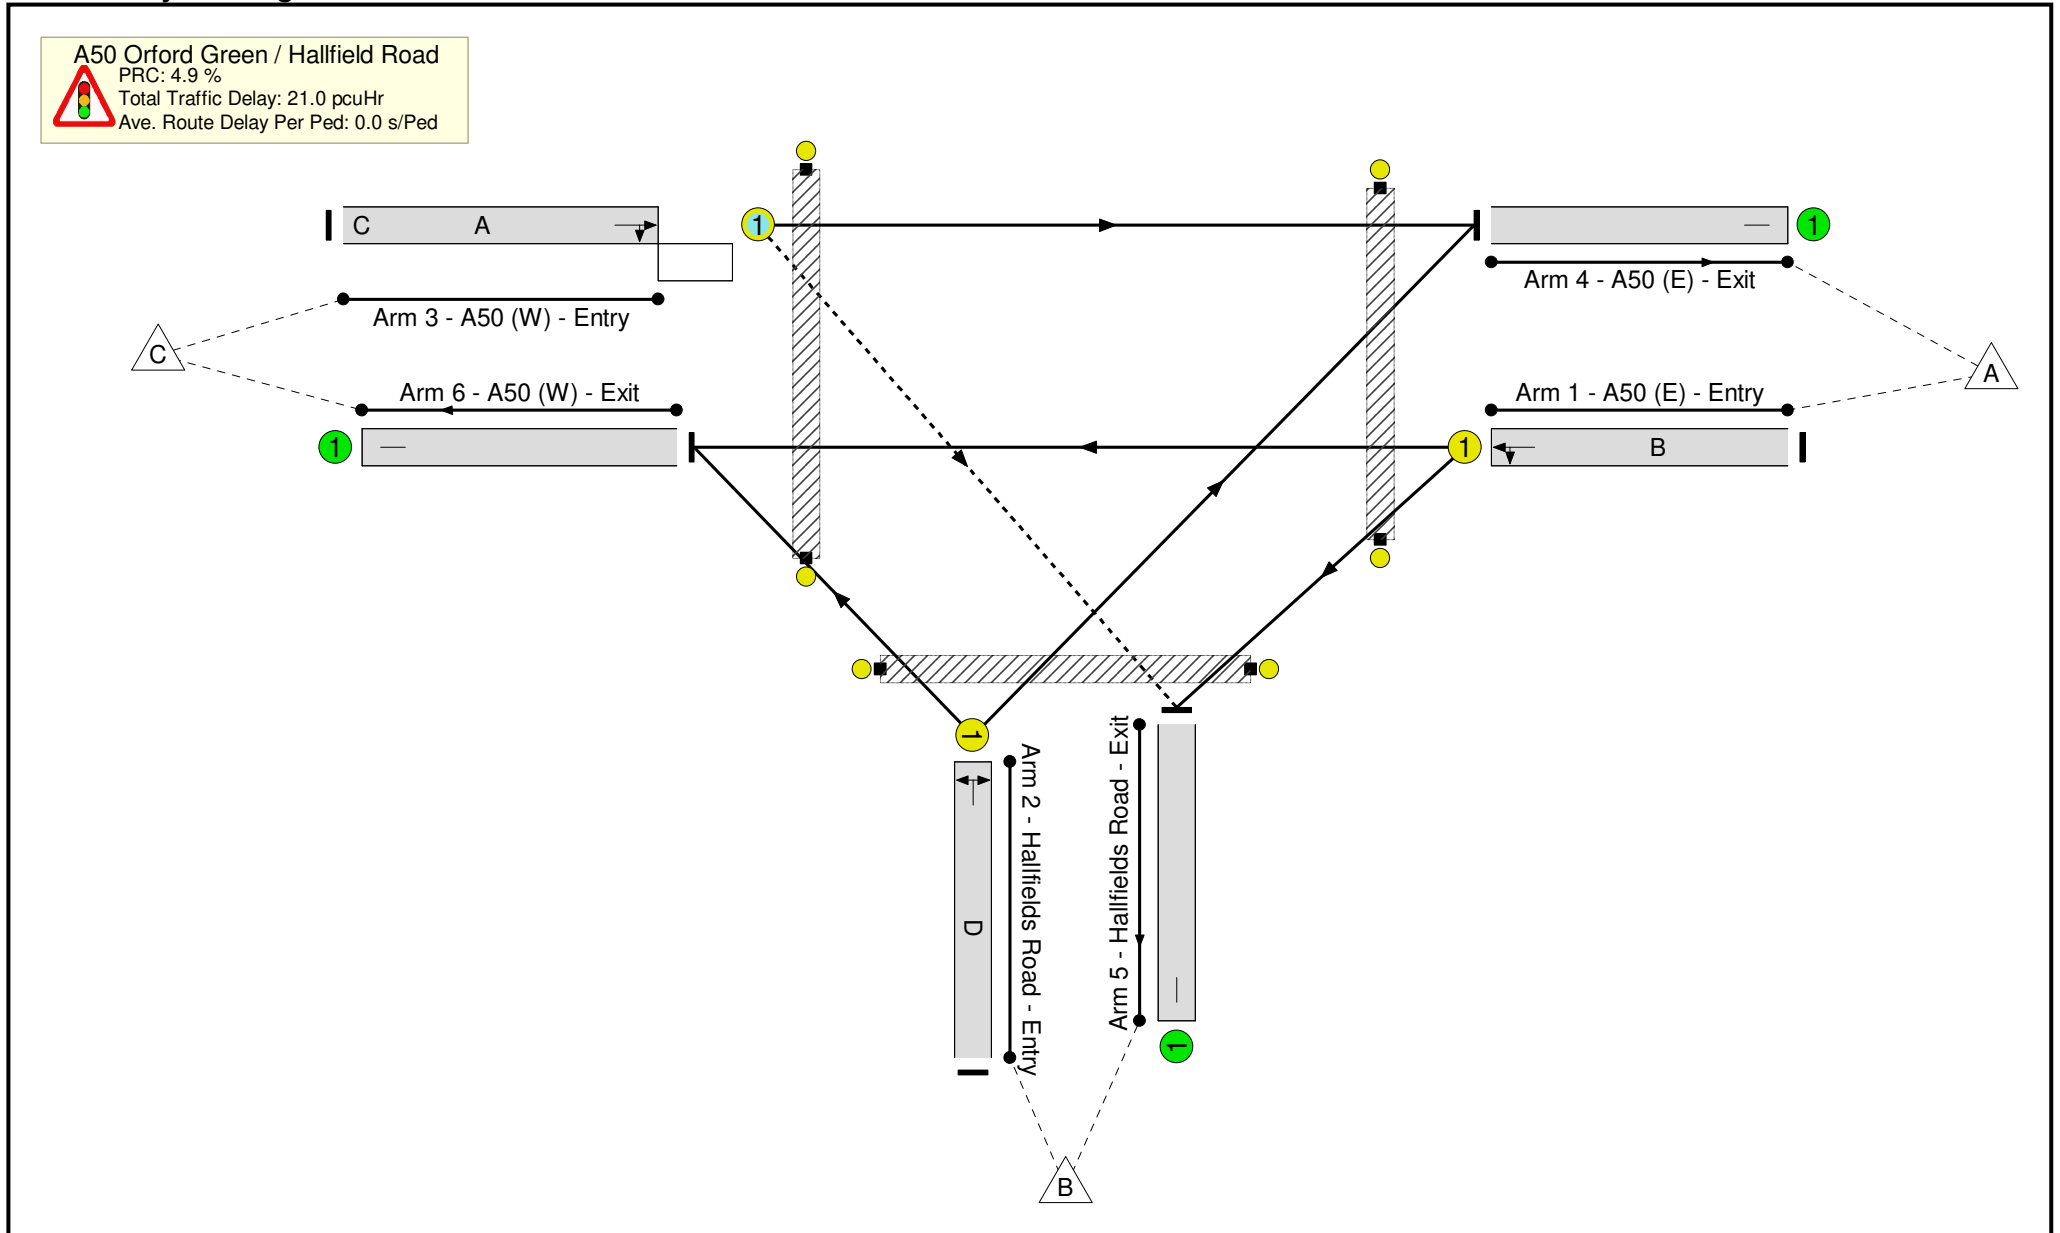 A50 Orford Green / Hallfield Road
PRC: 4.9 %
Total Traffic Delay: 21.0 pcuHr
Ave. Route Delay Per Ped: 0.0 s/Ped
C
A
1
1
Arm 4 - A50 (E) - Exit
Arm 3 - A50 (W) - Entry
C
A
Arm 6 - A50 (W) - Exit
Arm 1 - A50 (E) - Entry
1
1
B
1
Arm 2 - Hallfields Road - Entry
Arm 5 - Hallfields Road - Exit
D
1
B